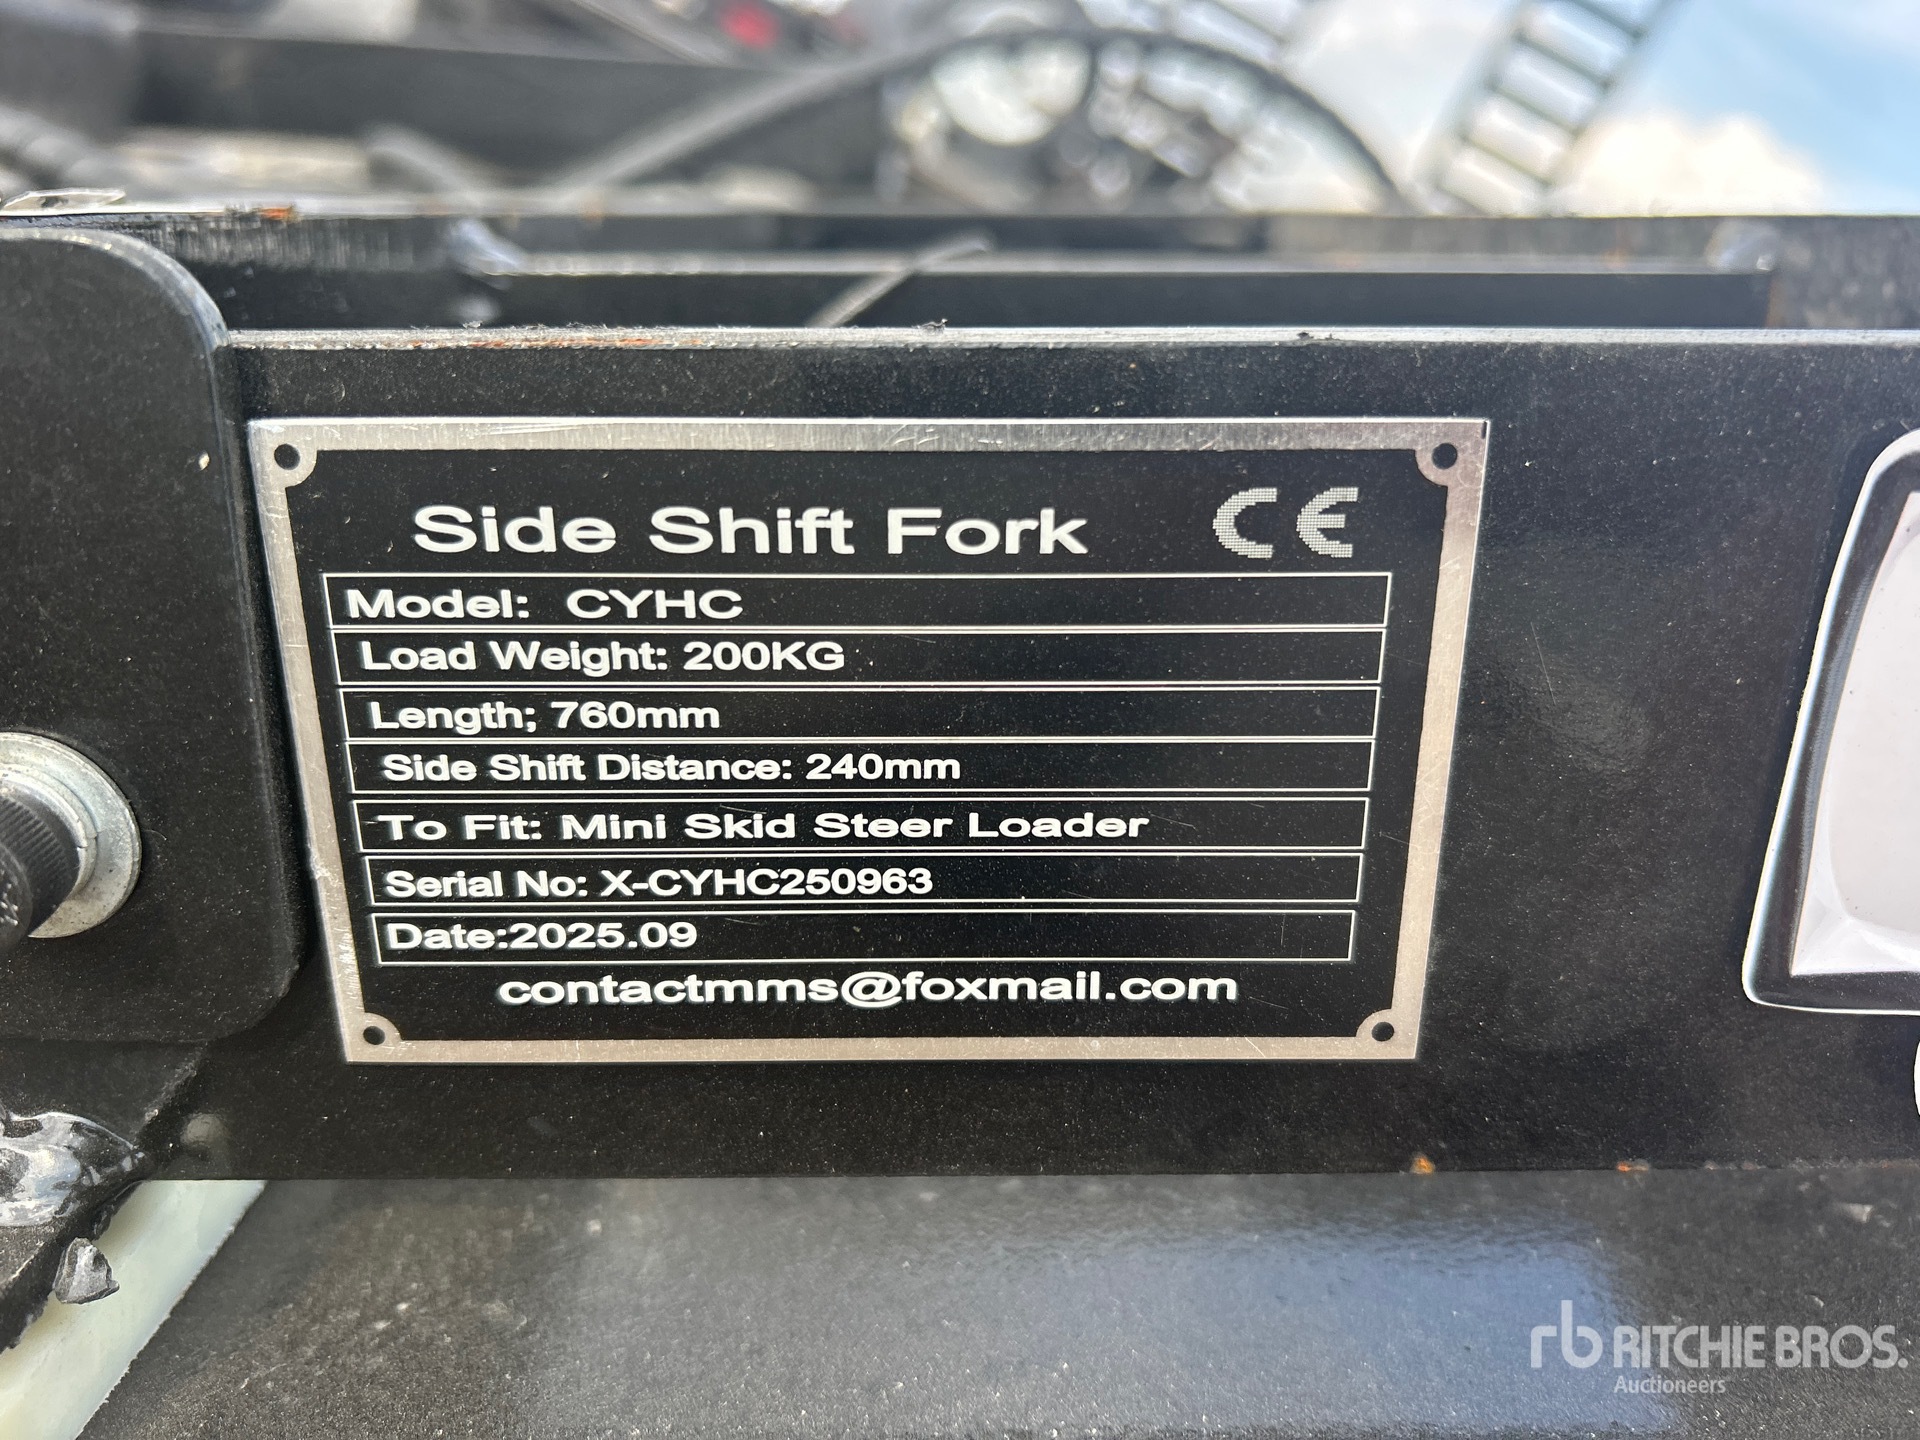 Side Shift Fork CE
Model: CYHC
Load Weight: 200KG
Length; 760mm
Side Shift Distance: 240mm
To Fit: Mini Skid Steer Loader
Serial No: X-CYHC250963
Date:2025.09
contactmms@foxmail.com
rb RITCHIE BROS.
Auctioneers